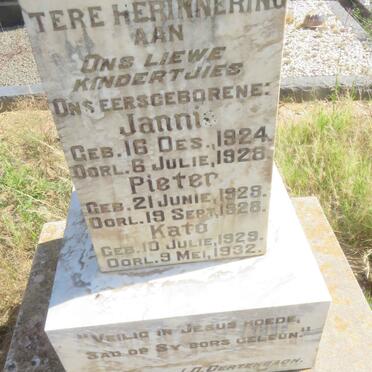 TERE HERINNERING
AAN
ONS LIEWE
KINDERTJIES
ONS EERSGEBORENE:
Jannie
GEB. 16 DES. 1924.
OORL. 6 JULIE, 1928.
Pieter
GEB. 21 JUNIE, 1928.
OORL. 19 SEPT, 1928.
Kato
GEB. 10 JULIE, 1929.
OORL. 9 MEI, 1932.
"VEILIG IN JESUS HOEDE,
SAG OP SY BORS GELEUN."
J.D. OERTENBACH.